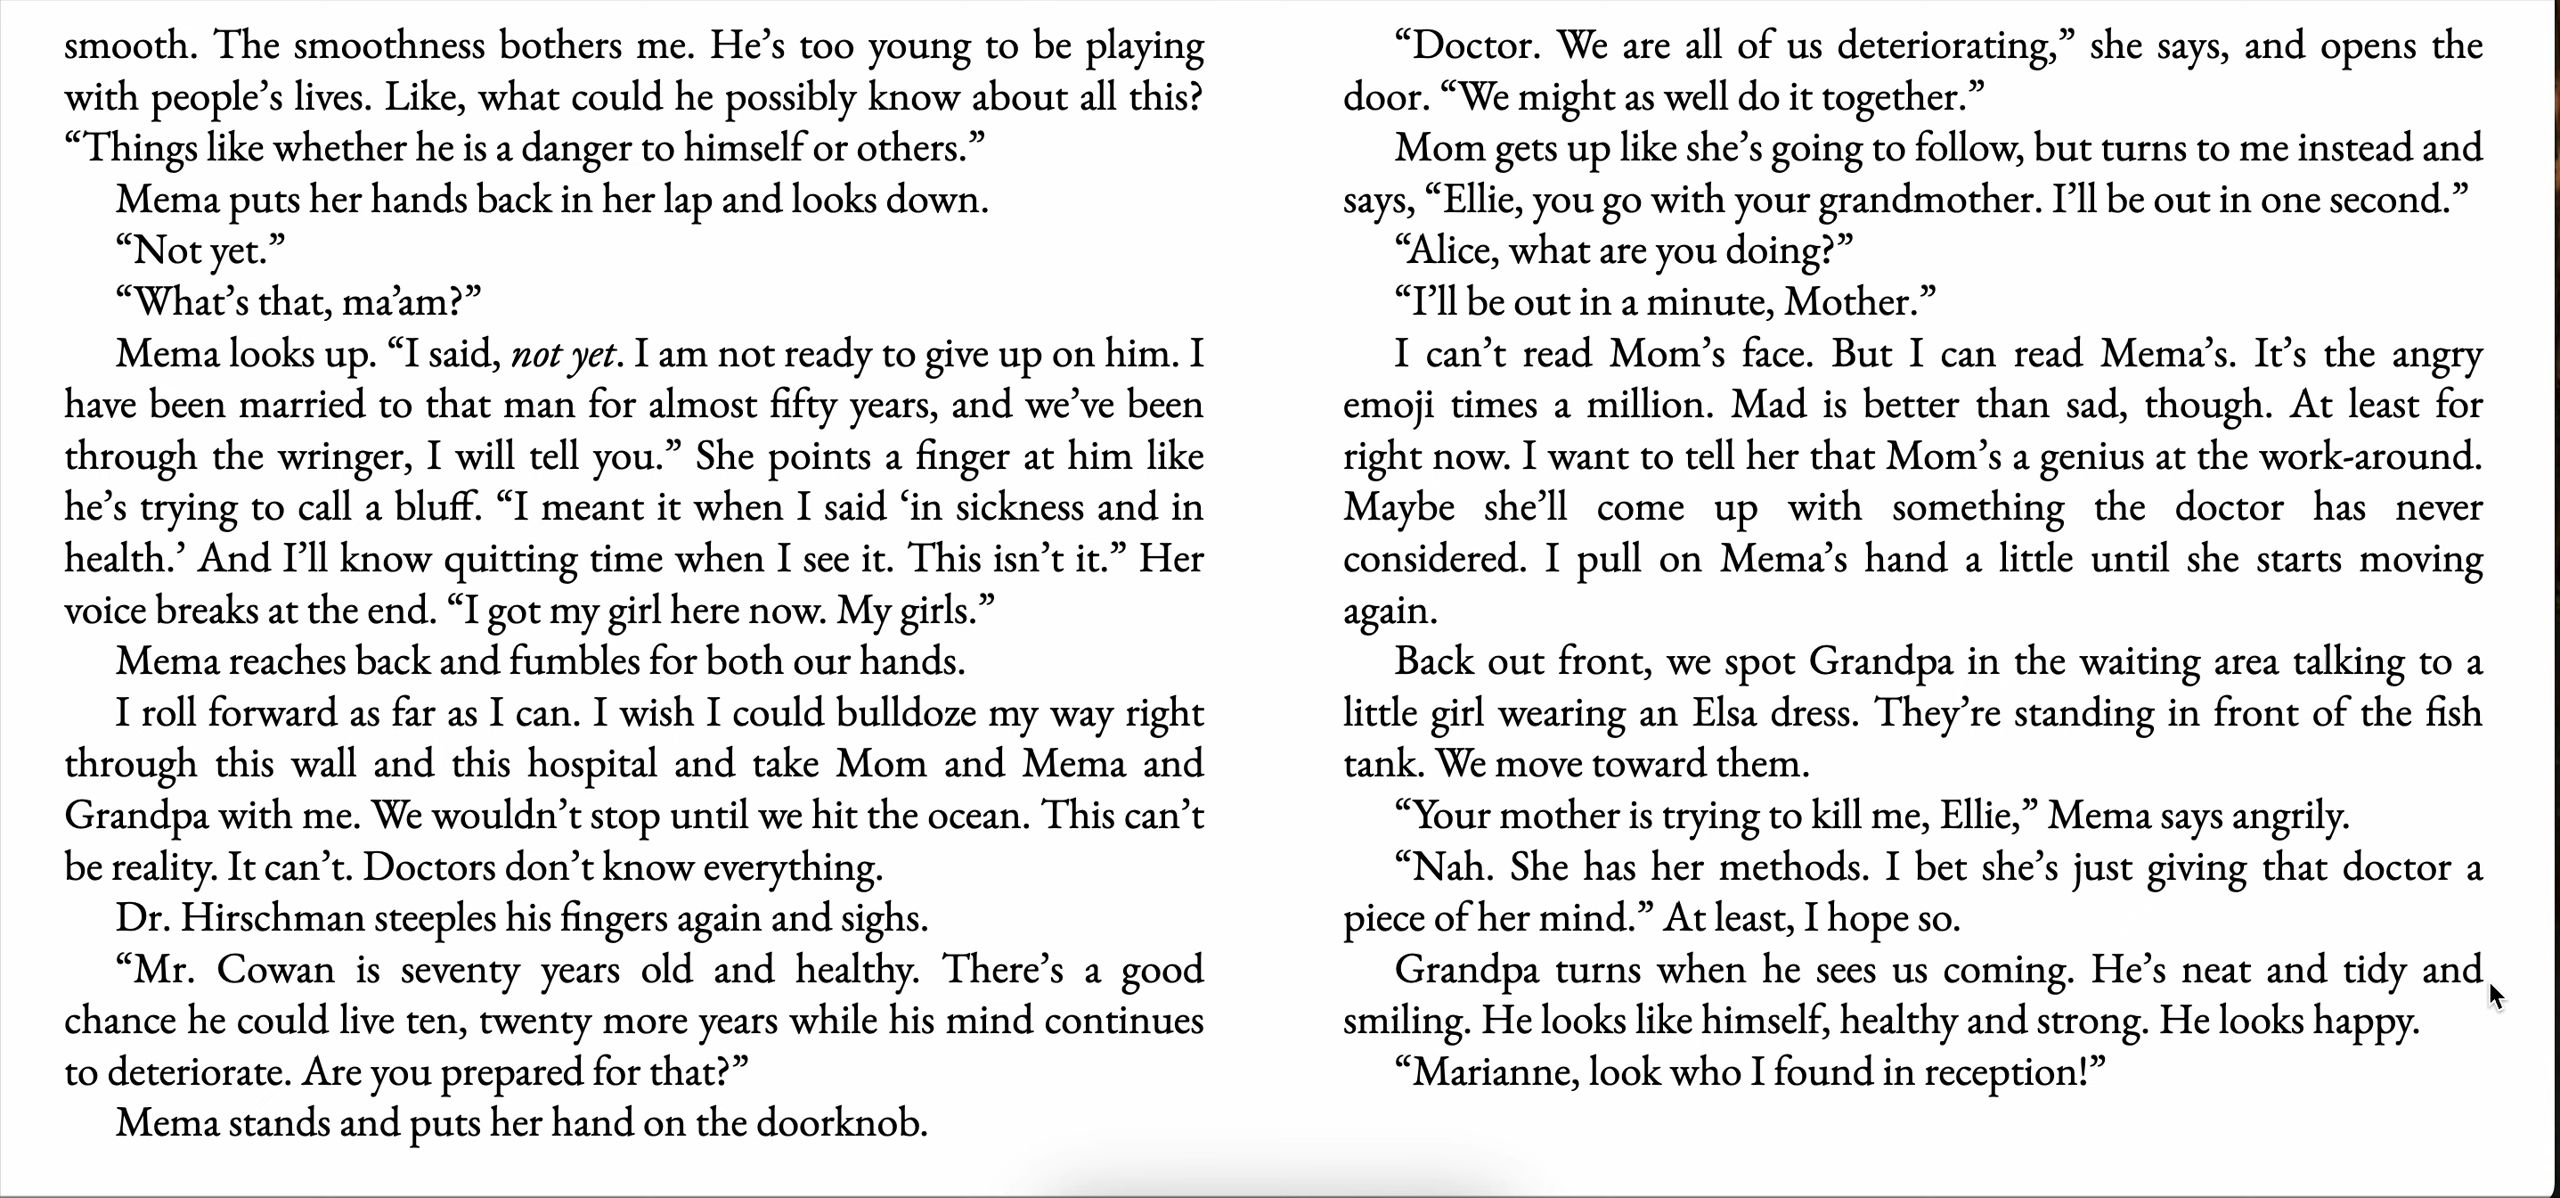 smooth. The smoothness bothers me. He’s too young to be playing
with people’s lives. Like, what could he possibly know about all this?
“Things like whether he is a danger to himself or others.”
Mema puts her hands back in her lap and looks down.
“Not yet.”
“What’s that, ma’am?”
Mema looks up. “I said, not yet. I am not ready to give up on him. I
have been married to that man for almost fifty years, and we’ve been
through the wringer, I will tell you.” She points a finger at him like
he’s trying to call a bluff. “I meant it when I said ‘in sickness and in
health.’ And I’ll know quitting time when I see it. This isn’t it.” Her
voice breaks at the end. “I got my girl here now. My girls.”
Mema reaches back and fumbles for both our hands.
I roll forward as far as I can. I wish I could bulldoze my way right
through this wall and this hospital and take Mom and Mema and
Grandpa with me. We wouldn’t stop until we hit the ocean. This can’t
be reality. It can’t. Doctors don’t know everything.
Dr. Hirschman steeples his fingers again and sighs.
“Mr. Cowan is seventy years old and healthy. There’s a good
chance he could live ten, twenty more years while his mind continues
to deteriorate. Are you prepared for that?”
Mema stands and puts her hand on the doorknob.
“Doctor. We are all of us deteriorating,” she says, and opens the
door. “We might as well do it together.”
Mom gets up like she’s going to follow, but turns to me instead and
says, “Ellie, you go with your grandmother. I’ll be out in one second.”
“Alice, what are you doing?”
“I’ll be out in a minute, Mother.”
I can’t read Mom’s face. But I can read Mema’s. It’s the angry
emoji times a million. Mad is better than sad, though. At least for
right now. I want to tell her that Mom’s a genius at the work-around.
Maybe she’ll come up with something the doctor has never
considered. I pull on Mema’s hand a little until she starts moving
again.
Back out front, we spot Grandpa in the waiting area talking to a
little girl wearing an Elsa dress. They’re standing in front of the fish
tank. We move toward them.
“Your mother is trying to kill me, Ellie,” Mema says angrily.
“Nah. She has her methods. I bet she’s just giving that doctor a
piece of her mind.” At least, I hope so.
Grandpa turns when he sees us coming. He’s neat and tidy and
smiling. He looks like himself, healthy and strong. He looks happy.
“Marianne, look who I found in reception!”